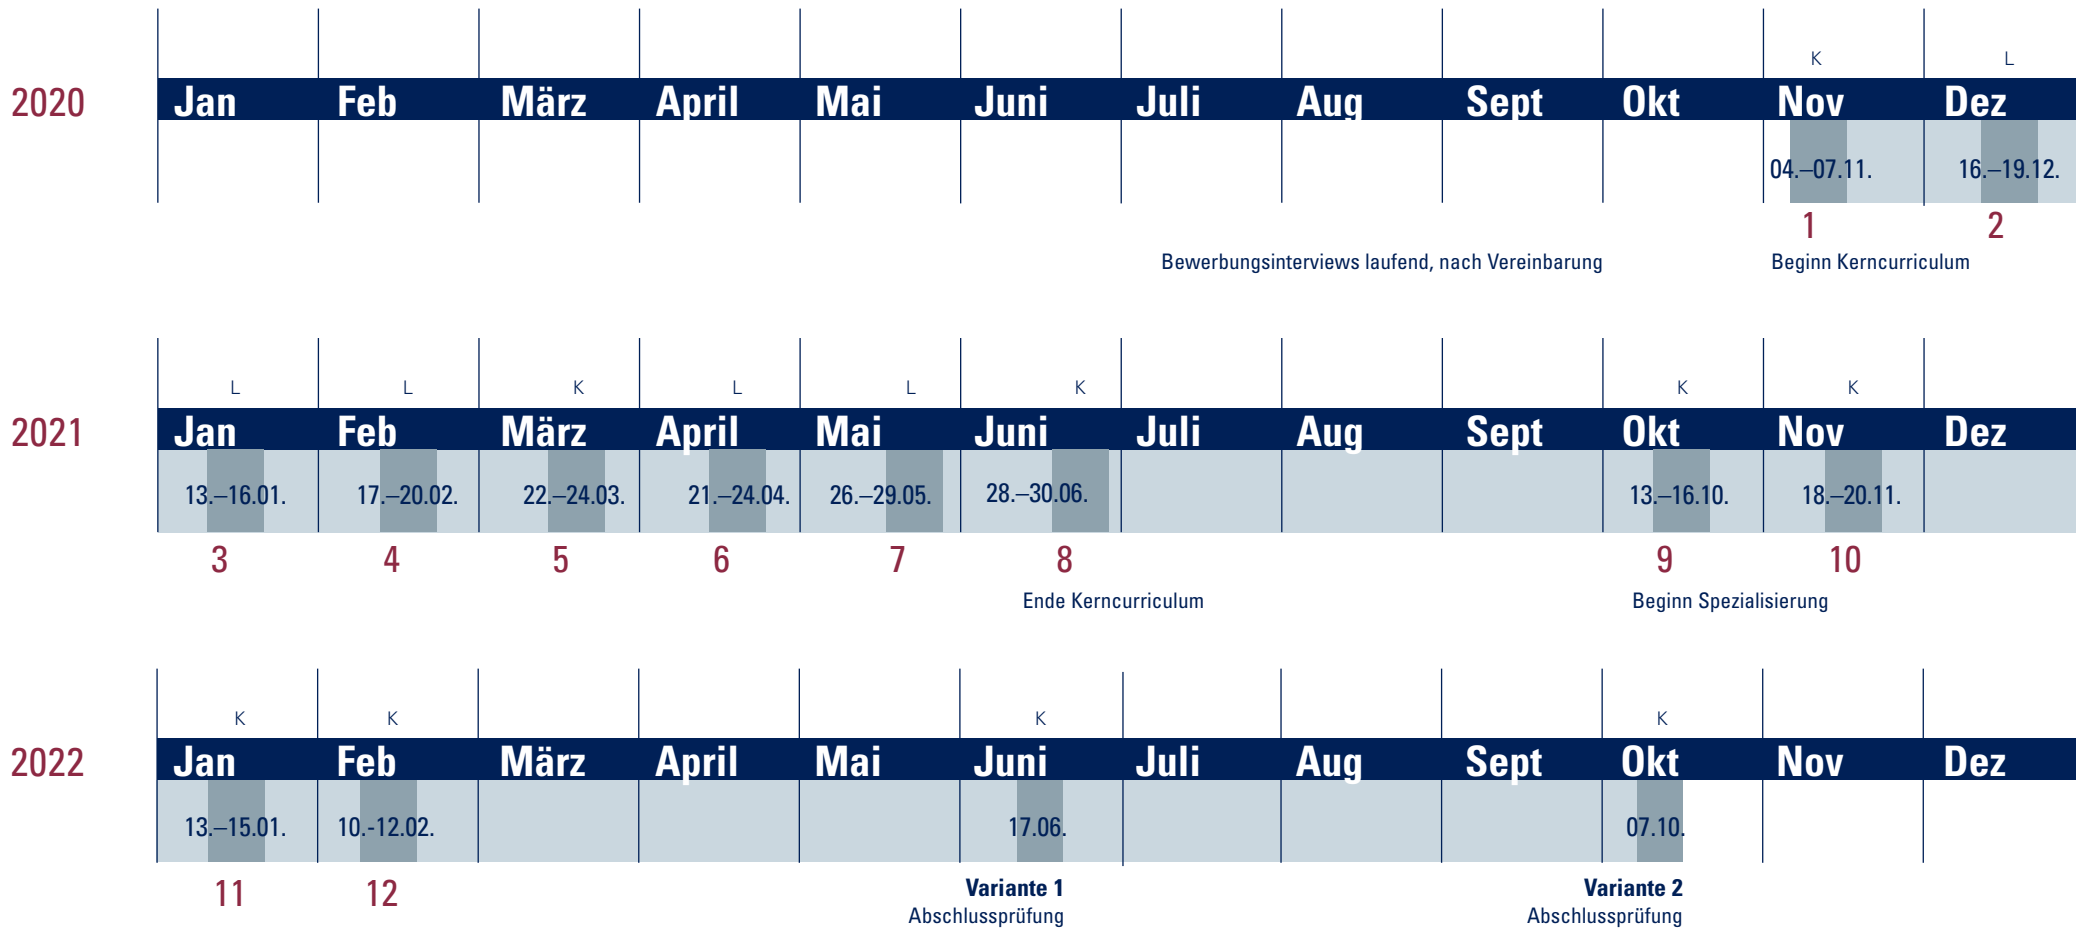 K L
2020 Jan Feb März April Mai Juni Juli Aug Sept Okt Nov Dez
04.–07.11. 16.–19.12.
1 2
Bewerbungsinterviews laufend, nach Vereinbarung Beginn Kerncurriculum
L L K L L K K K
2021 Jan Feb März April Mai Juni Juli Aug Sept Okt Nov Dez
13.–16.01. 17.–20.02. 22.–24.03. 21.–24.04. 26.–29.05. 28.–30.06. 13.–16.10. 18.–20.11.
3 4 5 6 7 8 9 10
Ende Kerncurriculum Beginn Spezialisierung
K K K K
2022 Jan Feb März April Mai Juni Juli Aug Sept Okt Nov Dez
13.–15.01. 10.-12.02. 17.06. 07.10.
11 12 Variante 1 Variante 2
Abschlussprüfung Abschlussprüfung